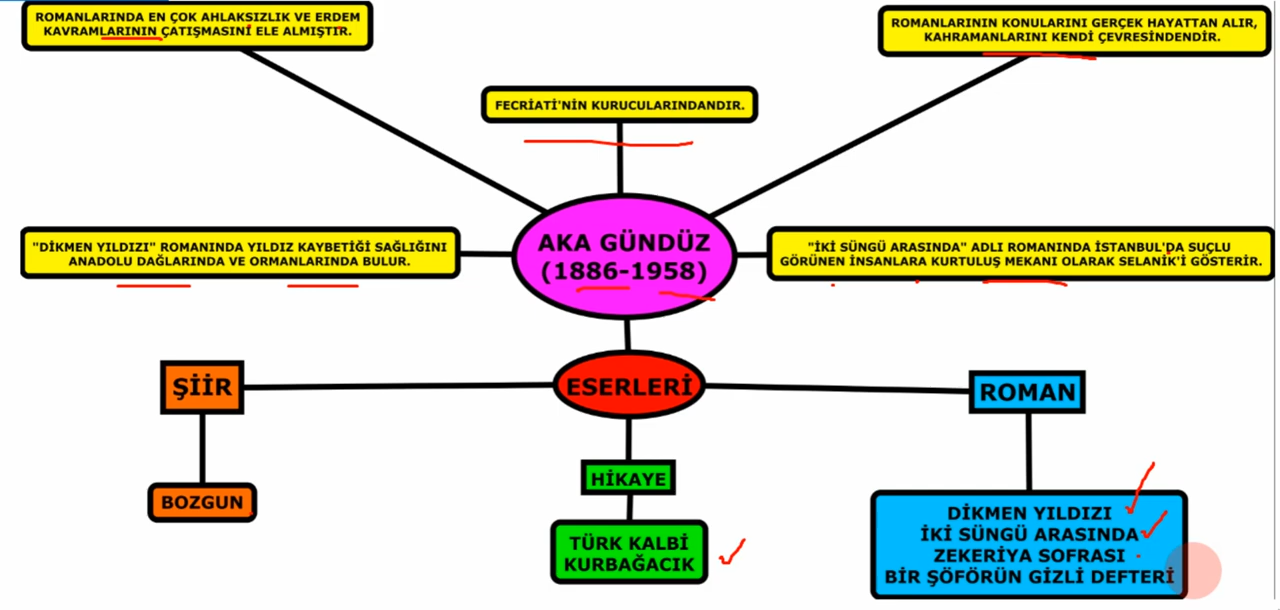 ROMANLARINDA EN ÇOK AHLAKSIZLIK VE ERDEM
KAVRAMLARININ ÇATIŞMASINI ELE ALMIŞTIR.
ROMANLARININ KONULARINI GERÇEK HAYATTAN ALIR,
KAHRAMANLARINI KENDİ ÇEVRESİNDENDİR.
FECRİATİ'NİN KURUCULARINDANDIR.
"DİKMEN YILDIZI" ROMANINDA YILDIZ KAYBETİĞİ SAĞLIĞINI
ANADOLU DAĞLARINDA VE ORMANLARINDA BULUR.
AKA GÜNDÜZ
(1886-1958)
"İKİ SÜNGÜ ARASINDA" ADLI ROMANINDA İSTANBUL'DA SUÇLU
GÖRÜNEN İNSANLARA KURTULUŞ MEKANI OLARAK SELANİK'İ GÖSTERİR.
ESERLERİ
ŞİİR
BOZGUN
HİKAYE
TÜRK KALBİ
KURBAĞACIK
ROMAN
DİKMEN YILDIZI
İKİ SÜNGÜ ARASINDA
ZEKERİYA SOFRASI
BİR ŞÖFÖRÜN GİZLİ DEFTERİ